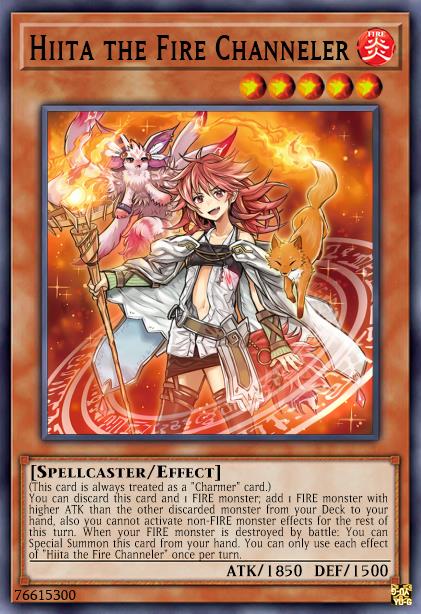 HIITA THE FIRE CHANNELER
FIRE
炎
[SPELLCASTER/EFFECT]
(This card is always treated as a "Charmer" card.)
You can discard this card and 1 FIRE monster; add 1 FIRE monster with
higher ATK than the other discarded monster from your Deck to your
hand, also you cannot activate non-FIRE monster effects for the rest of
this turn. When your FIRE monster is destroyed by battle: You can
Special Summon this card from your hand. You can only use each effect
of "Hiita the Fire Channeler" once per turn.
ATK/1850 DEF/1500
76615300